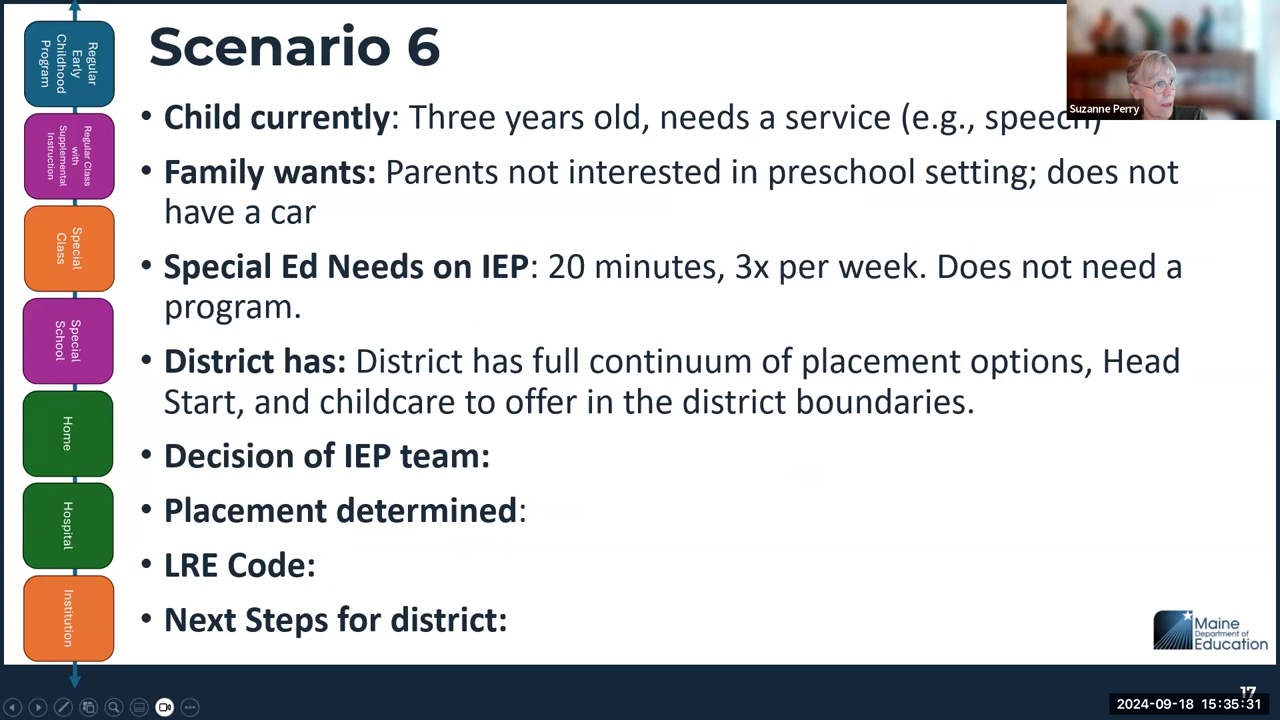 Scenario 6
Suzanne Perry
• Child currently: Three years old, needs a service (e.g., speech)
• Family wants: Parents not interested in preschool setting; does not
have a car
• Special Ed Needs on IEP: 20 minutes, 3x per week. Does not need a
program.
• District has: District has full continuum of placement options, Head
Start, and childcare to offer in the district boundaries.
• Decision of IEP team:
• Placement determined:
• LRE Code:
• Next Steps for district:
Regular
Early
Childhood
Program
Regular Class
with
Supplemental
Instruction
Special
Class
Special
School
Home
Hospital
Institution
Maine
Department of
Education
17
2024-09-18 15:35:31